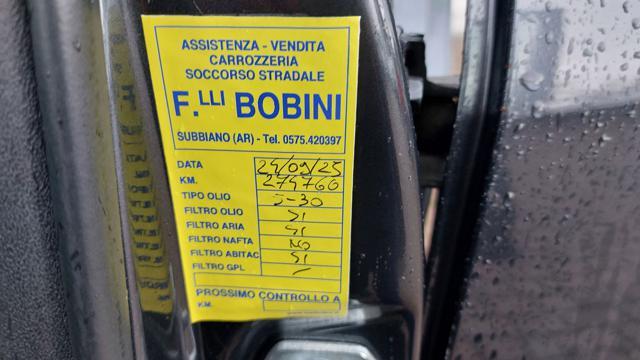 ASSISTENZA - VENDITA
CARROZZERIA
SOCCORSO STRADALE
F.LLI BOBINI
SUBBIANO (AR) - Tel. 0575.420397
DATA 24/09/25
KM. 274760
TIPO OLIO 5-30
FILTRO OLIO SI
FILTRO ARIA SI
FILTRO NAFTA NO
FILTRO ABITAC SI
FILTRO GPL -
PROSSIMO CONTROLLO A
KM.